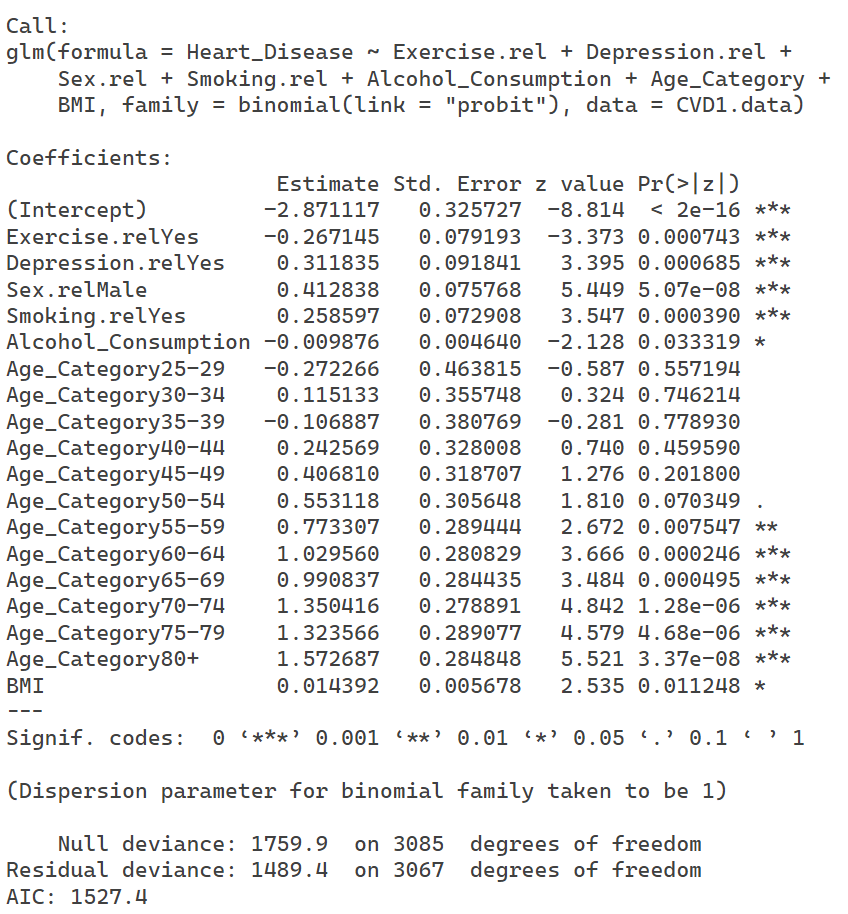 Call:
glm(formula = Heart_Disease ~ Exercise.rel + Depression.rel +
    Sex.rel + Smoking.rel + Alcohol_Consumption + Age_Category +
    BMI, family = binomial(link = "probit"), data = CVD1.data)

Coefficients:
                     Estimate Std. Error z value Pr(>|z|)
(Intercept)         −2.871117   0.325727  −8.814  < 2e−16 ***
Exercise.relYes     −0.267145   0.079193  −3.373 0.000743 ***
Depression.relYes    0.311835   0.091841   3.395 0.000685 ***
Sex.relMale          0.412838   0.075768   5.449 5.07e−08 ***
Smoking.relYes       0.258597   0.072908   3.547 0.000390 ***
Alcohol_Consumption −0.009876   0.004640  −2.128 0.033319 *
Age_Category25−29   −0.272266   0.463815  −0.587 0.557194
Age_Category30−34    0.115133   0.355748   0.324 0.746214
Age_Category35−39   −0.106887   0.380769  −0.281 0.778930
Age_Category40−44    0.242569   0.328008   0.740 0.459590
Age_Category45−49    0.406810   0.318707   1.276 0.201800
Age_Category50−54    0.553118   0.305648   1.810 0.070349 .
Age_Category55−59    0.773307   0.289444   2.672 0.007547 **
Age_Category60−64    1.029560   0.280829   3.666 0.000246 ***
Age_Category65−69    0.990837   0.284435   3.484 0.000495 ***
Age_Category70−74    1.350416   0.278891   4.842 1.28e−06 ***
Age_Category75−79    1.323566   0.289077   4.579 4.68e−06 ***
Age_Category80+      1.572687   0.284848   5.521 3.37e−08 ***
BMI                  0.014392   0.005678   2.535 0.011248 *
−−−
Signif. codes:  0 ‘***’ 0.001 ‘**’ 0.01 ‘*’ 0.05 ‘.’ 0.1 ‘ ’ 1

(Dispersion parameter for binomial family taken to be 1)

    Null deviance: 1759.9  on 3085  degrees of freedom
Residual deviance: 1489.4  on 3067  degrees of freedom
AIC: 1527.4